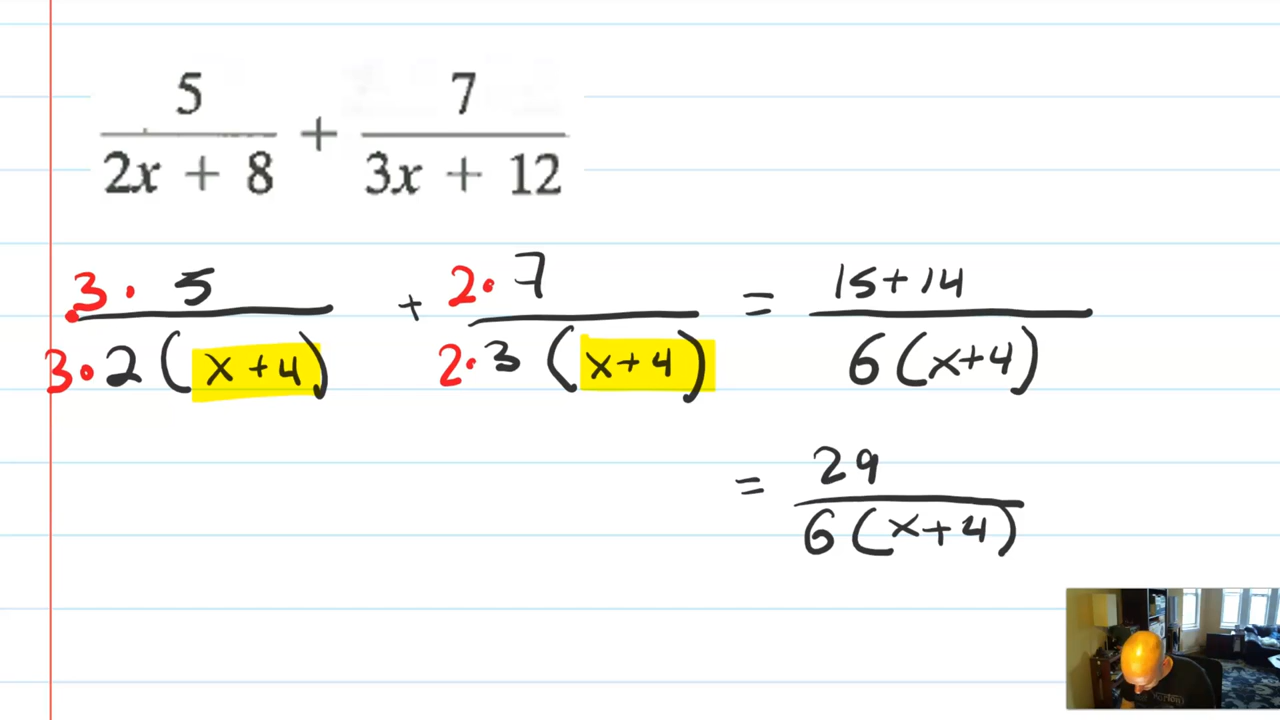 5/(2x + 8) + 7/(3x + 12)
3· 5/(3· 2(x+4)) + 2· 7/(2· 3(x+4)) = (15+14)/(6(x+4))
= 29/(6(x+4))